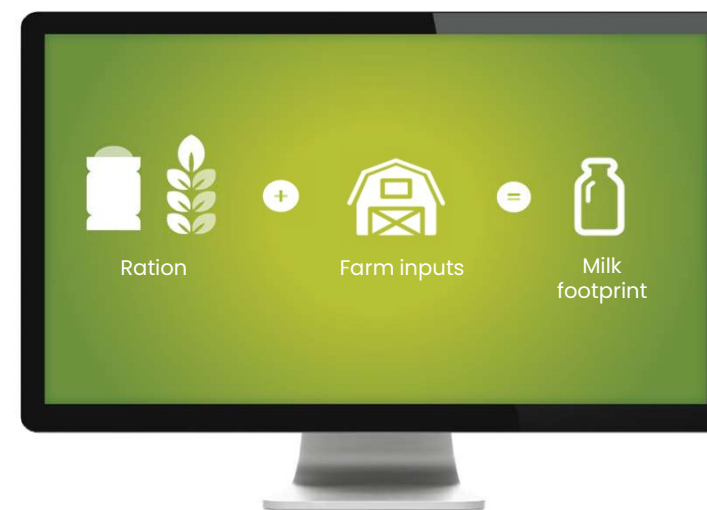 +
=
Ration
Farm inputs
Milk
footprint